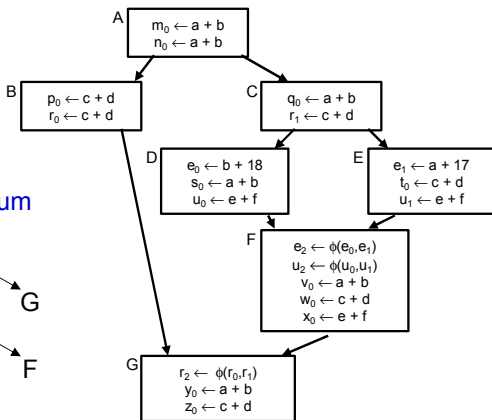 A
m₀ ← a + b
n₀ ← a + b
B
p₀ ← c + d
r₀ ← c + d
C
q₀ ← a + b
r₁ ← c + d
D
e₀ ← b + 18
s₀ ← a + b
u₀ ← e + f
E
e₁ ← a + 17
t₀ ← c + d
u₁ ← e + f
um
F
e₂ ← ϕ(e₀,e₁)
u₂ ← ϕ(u₀,u₁)
v₀ ← a + b
w₀ ← c + d
x₀ ← e + f
G
F
G
r₂ ← ϕ(r₀,r₁)
y₀ ← a + b
z₀ ← c + d